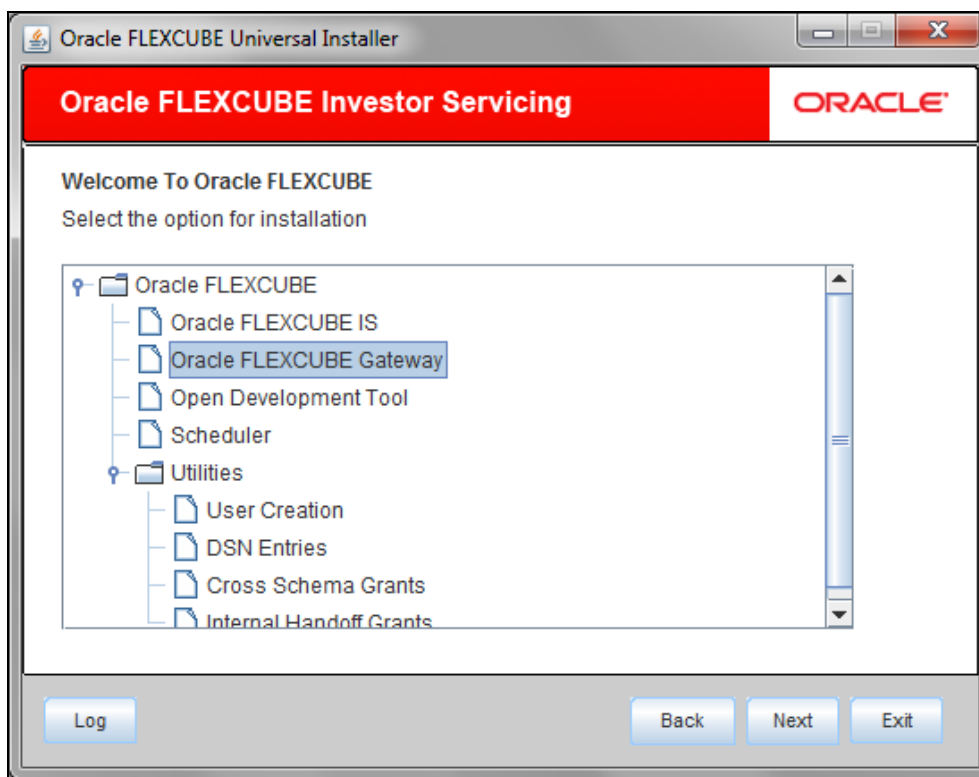 Oracle FLEXCUBE Universal Installer
Oracle FLEXCUBE Investor Servicing
ORACLE
Welcome To Oracle FLEXCUBE
Select the option for installation
Oracle FLEXCUBE
Oracle FLEXCUBE IS
Oracle FLEXCUBE Gateway
Open Development Tool
Scheduler
Utilities
User Creation
DSN Entries
Cross Schema Grants
Internal Handoff Grants
Log
Back
Next
Exit